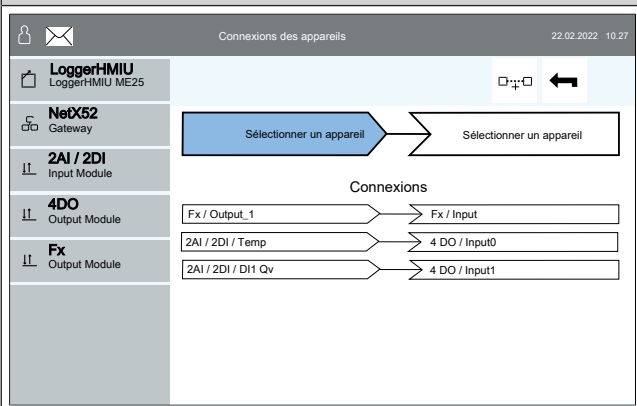 Connexions des appareils
22.02.2022 10.27
LoggerHMIU
LoggerHMIU ME25
NetX52
Gateway
2AI / 2DI
Input Module
4DO
Output Module
Fx
Output Module
Sélectionner un appareil
Sélectionner un appareil
Connexions
Fx / Output_1
Fx / Input
2AI / 2DI / Temp
4 DO / Input0
2AI / 2DI / DI1 Qv
4 DO / Input1